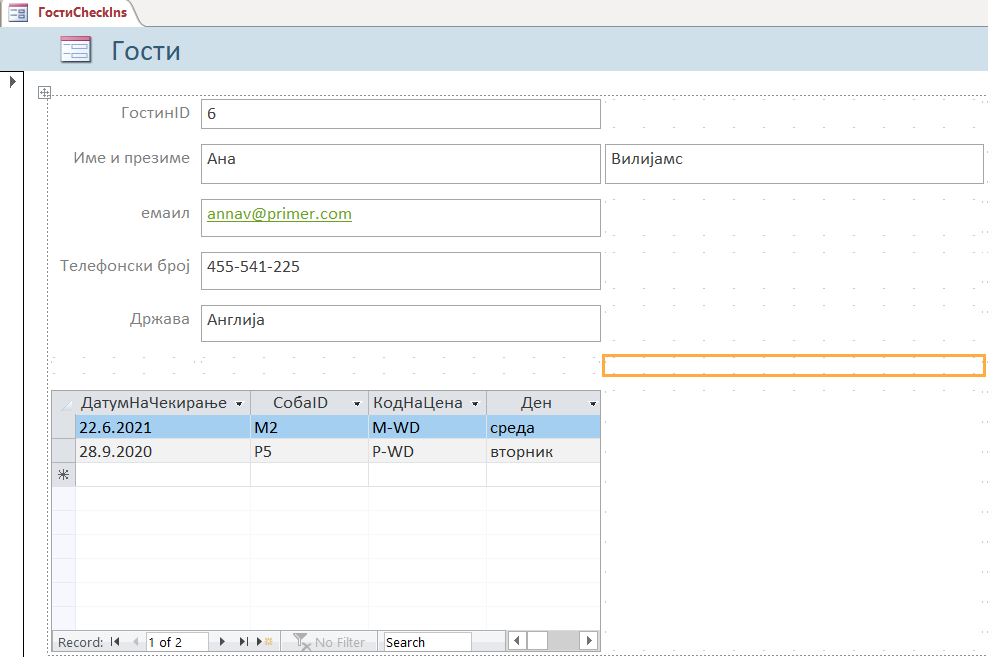 ГостиCheckIns
Гости
ГостинID 6
Име и презиме Ана Вилијамс
емаил annav@primer.com
Телефонски број 455-541-225
Држава Англија
ДатумНаЧекирање СобаID КодНаЦена Ден
22.6.2021 M2 M-WD среда
28.9.2020 P5 P-WD вторник
Record: 1 of 2 No Filter Search